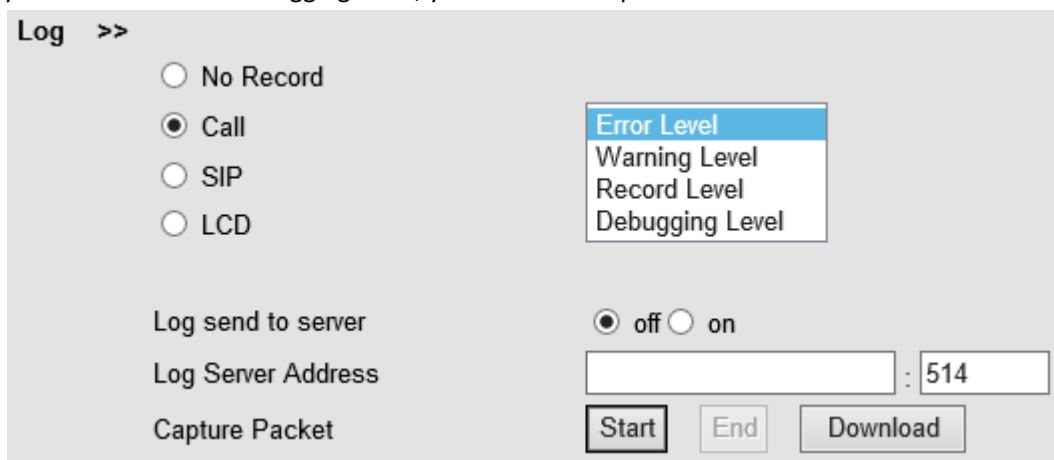 Log >>
No Record
Call
SIP
LCD
Error Level
Warning Level
Record Level
Debugging Level
Log send to server off on
Log Server Address : 514
Capture Packet Start End Download